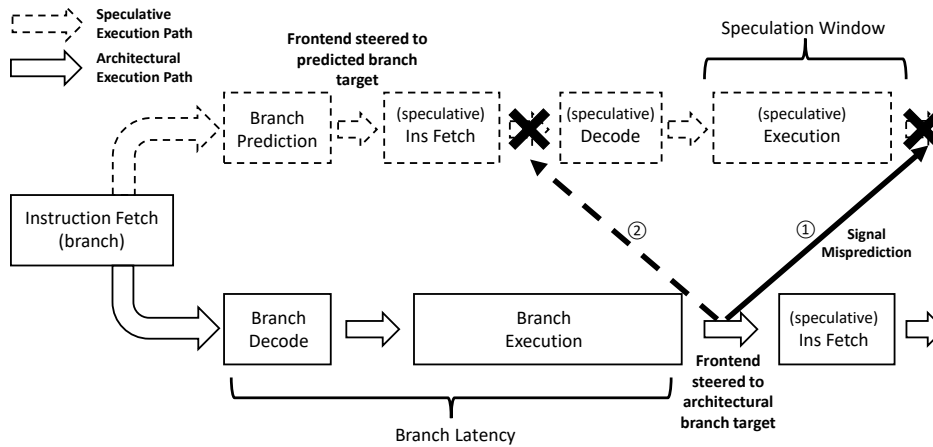 Speculative
Execution Path
Architectural
Execution Path
Frontend steered to
predicted branch
target
Speculation Window
Branch
Prediction
(speculative)
Ins Fetch
(speculative)
Decode
(speculative)
Execution
Instruction Fetch
(branch)
②
①
Signal
Misprediction
Branch
Decode
Branch
Execution
(speculative)
Ins Fetch
Frontend
steered to
architectural
branch target
Branch Latency